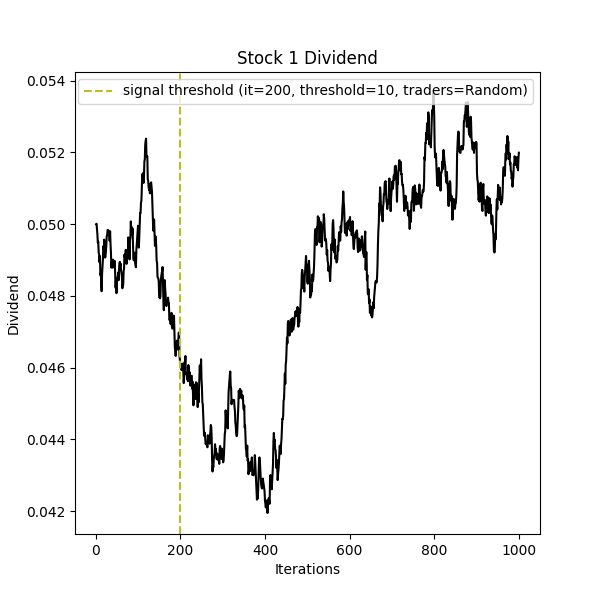 Stock 1 Dividend
signal threshold (it=200, threshold=10, traders=Random)
0.054
0.052
0.050
0.048
0.046
0.044
0.042
Dividend
0 200 400 600 800 1000
Iterations